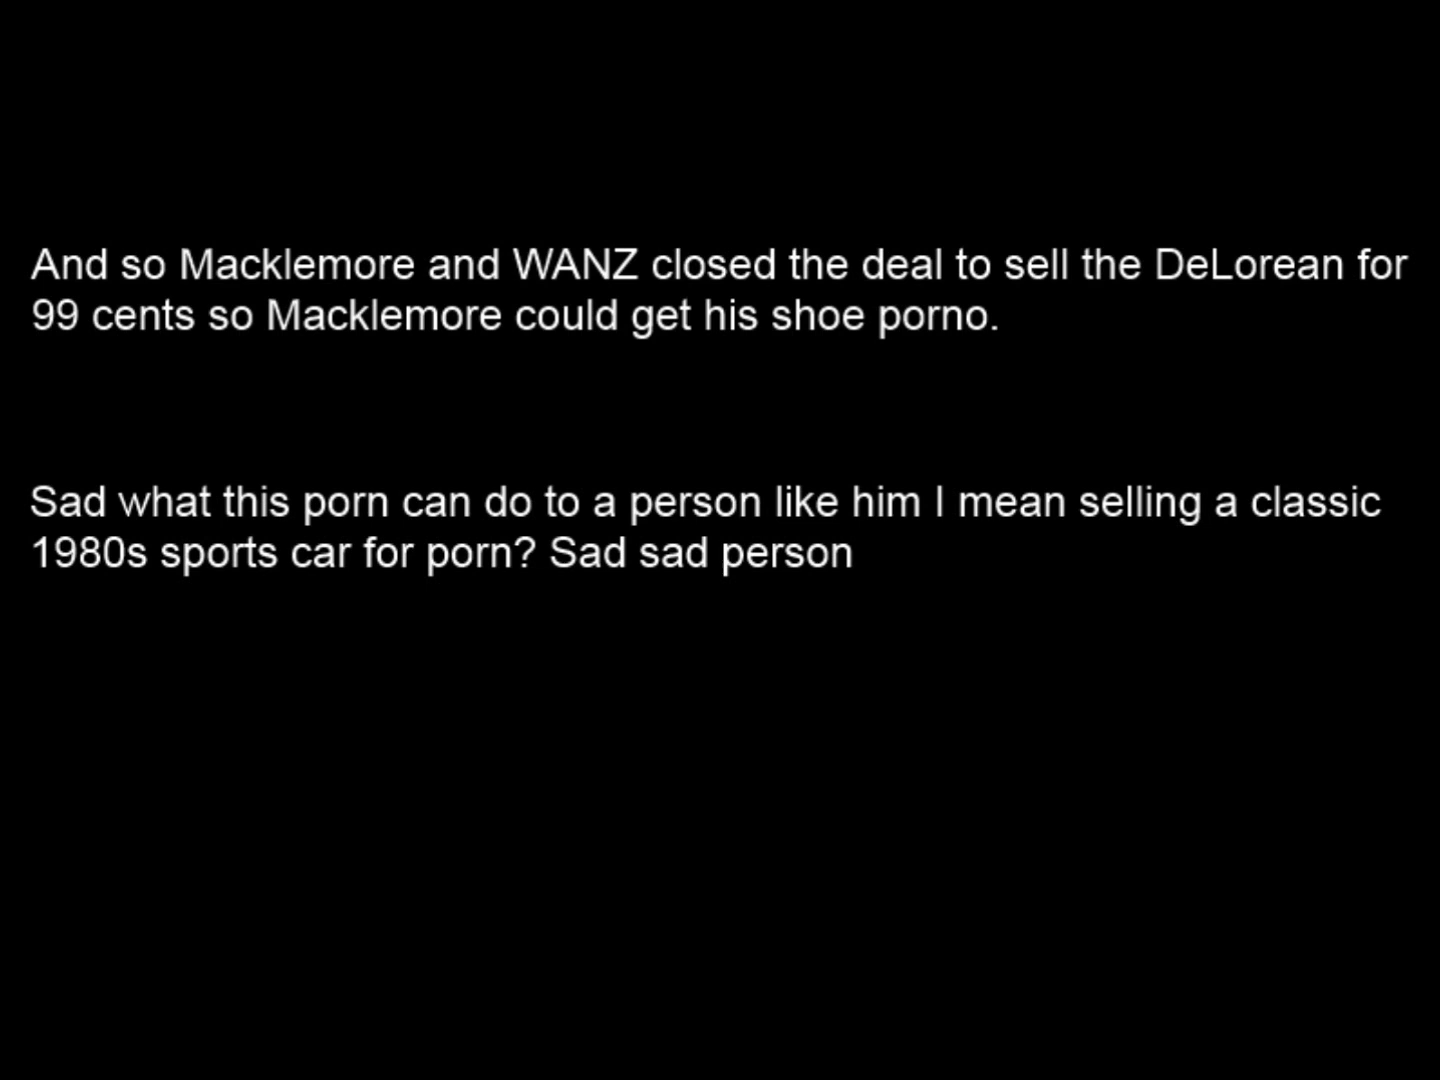 And so Macklemore and WANZ closed the deal to sell the DeLorean for
99 cents so Macklemore could get his shoe porno.
Sad what this porn can do to a person like him I mean selling a classic
1980s sports car for porn? Sad sad person